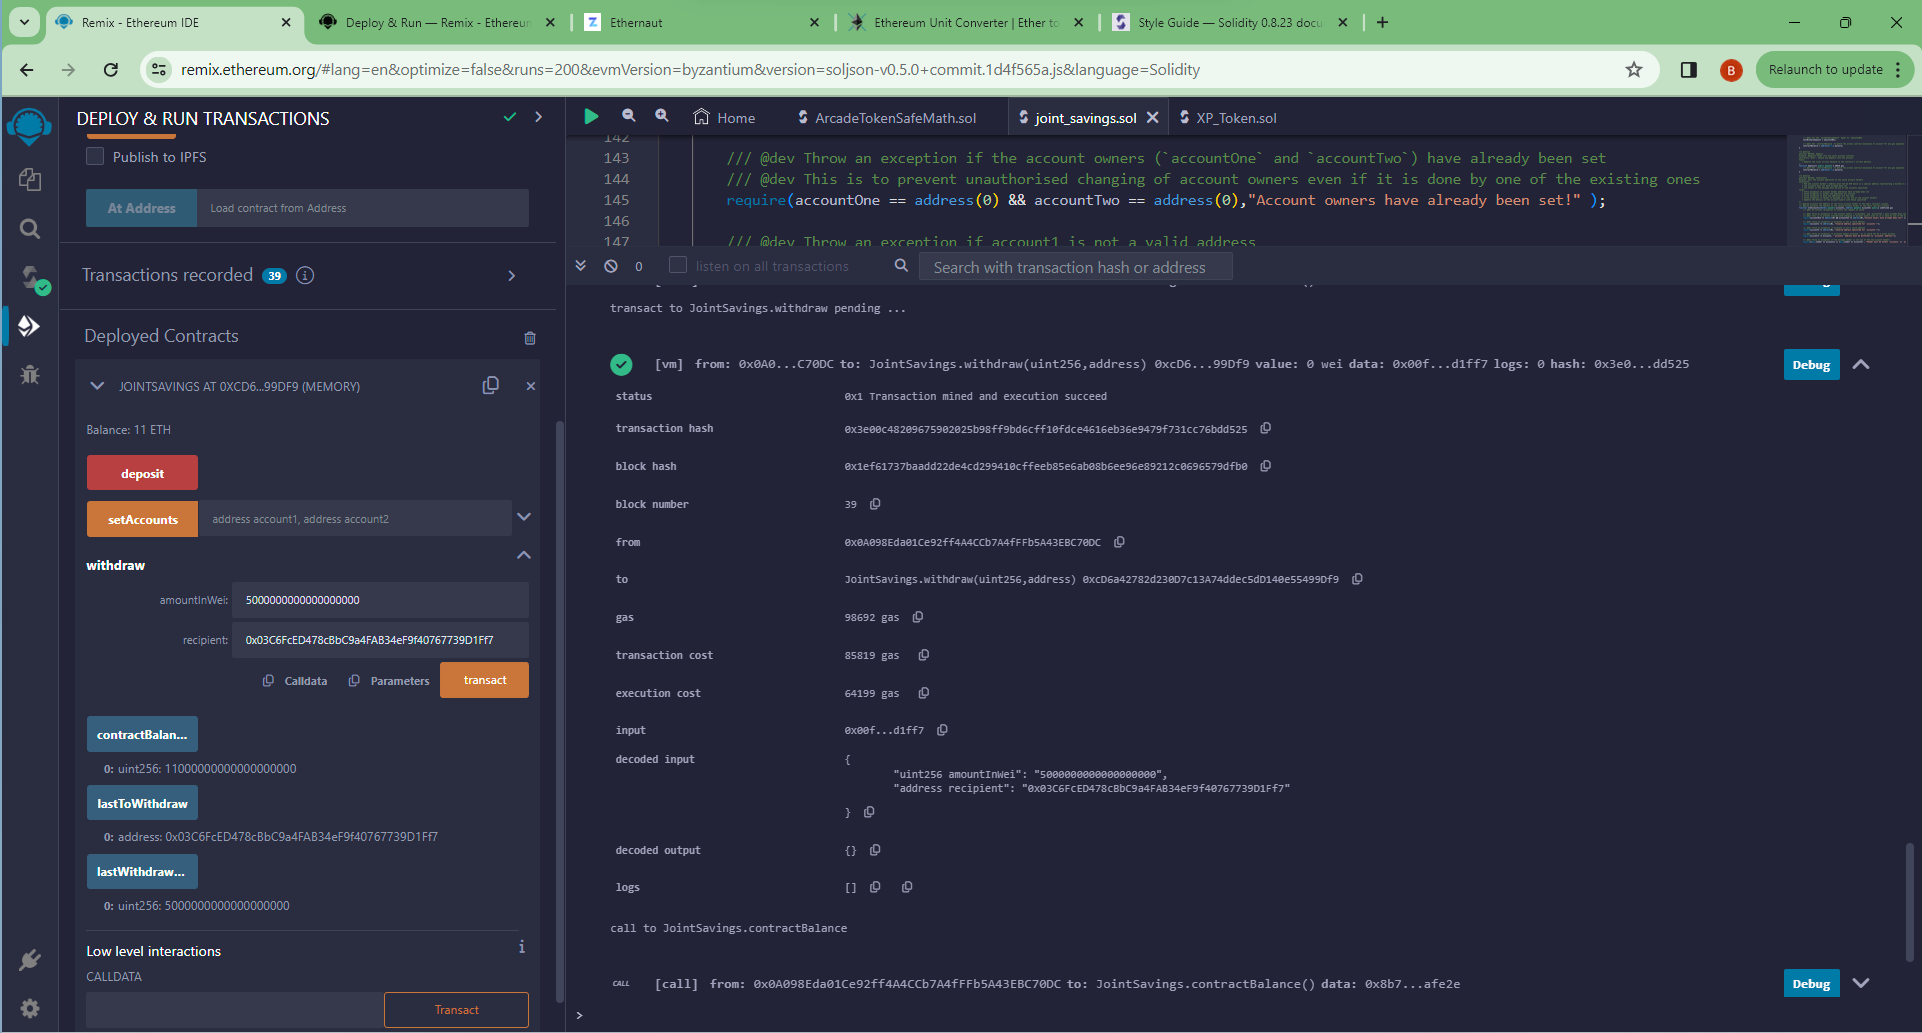 Remix - Ethereum IDE
Deploy & Run — Remix - Ethereu
Ethernaut
Ethereum Unit Converter | Ether to
Style Guide — Solidity 0.8.23 docu
remix.ethereum.org/#lang=en&optimize=false&runs=200&evmVersion=byzantium&version=soljson-v0.5.0+commit.1d4f565a.js&language=Solidity
B
Relaunch to update
DEPLOY & RUN TRANSACTIONS
Publish to IPFS
At Address
Load contract from Address
Transactions recorded 39
Deployed Contracts
JOINTSAVINGS AT 0XCD6...99DF9 (MEMORY)
Balance: 11 ETH
deposit
setAccounts
address account1, address account2
withdraw
amountInWei: 5000000000000000000
recipient: 0x03C6FcED478cBbC9a4FAB34eF9f40767739D1Ff7
Calldata
Parameters
transact
contractBalan...
0: uint256: 11000000000000000000
lastToWithdraw
0: address: 0x03C6FcED478cBbC9a4FAB34eF9f40767739D1Ff7
lastWithdraw...
0: uint256: 5000000000000000000
Low level interactions
CALLDATA
Transact
Home
ArcadeTokenSafeMath.sol
joint_savings.sol
XP_Token.sol
142
143 /// @dev Throw an exception if the account owners (`accountOne` and `accountTwo`) have already been set
144 /// @dev This is to prevent unauthorised changing of account owners even if it is done by one of the existing ones
145 require(accountOne == address(0) && accountTwo == address(0),"Account owners have already been set!" );
146
147 /// @dev Throw an exception if account1 is not a valid address
0
listen on all transactions
Search with transaction hash or address
Debug
transact to JointSavings.withdraw pending ...
[vm] from: 0x0A0...C70DC to: JointSavings.withdraw(uint256,address) 0xcD6...99Df9 value: 0 wei data: 0x00f...d1ff7 logs: 0 hash: 0x3e0...dd525
Debug
status 0x1 Transaction mined and execution succeed
transaction hash 0x3e00c48209675902025b98ff9bd6cff10fdce4616eb36e9479f731cc76bdd525
block hash 0x1ef61737baadd22de4cd299410cffeeb85e6ab08b6ee96e89212c0696579dfb0
block number 39
from 0x0A098Eda01Ce92ff4A4CCb7A4fFFb5A43EBC70DC
to JointSavings.withdraw(uint256,address) 0xcD6a42782d230D7c13A74ddec5dD140e55499Df9
gas 98692 gas
transaction cost 85819 gas
execution cost 64199 gas
input 0x00f...d1ff7
decoded input {
"uint256 amountInWei": "5000000000000000000",
"address recipient": "0x03C6FcED478cBbC9a4FAB34eF9f40767739D1Ff7"
}
decoded output {}
logs []
call to JointSavings.contractBalance
CALL [call] from: 0x0A098Eda01Ce92ff4A4CCb7A4fFFb5A43EBC70DC to: JointSavings.contractBalance() data: 0x8b7...afe2e
Debug
>